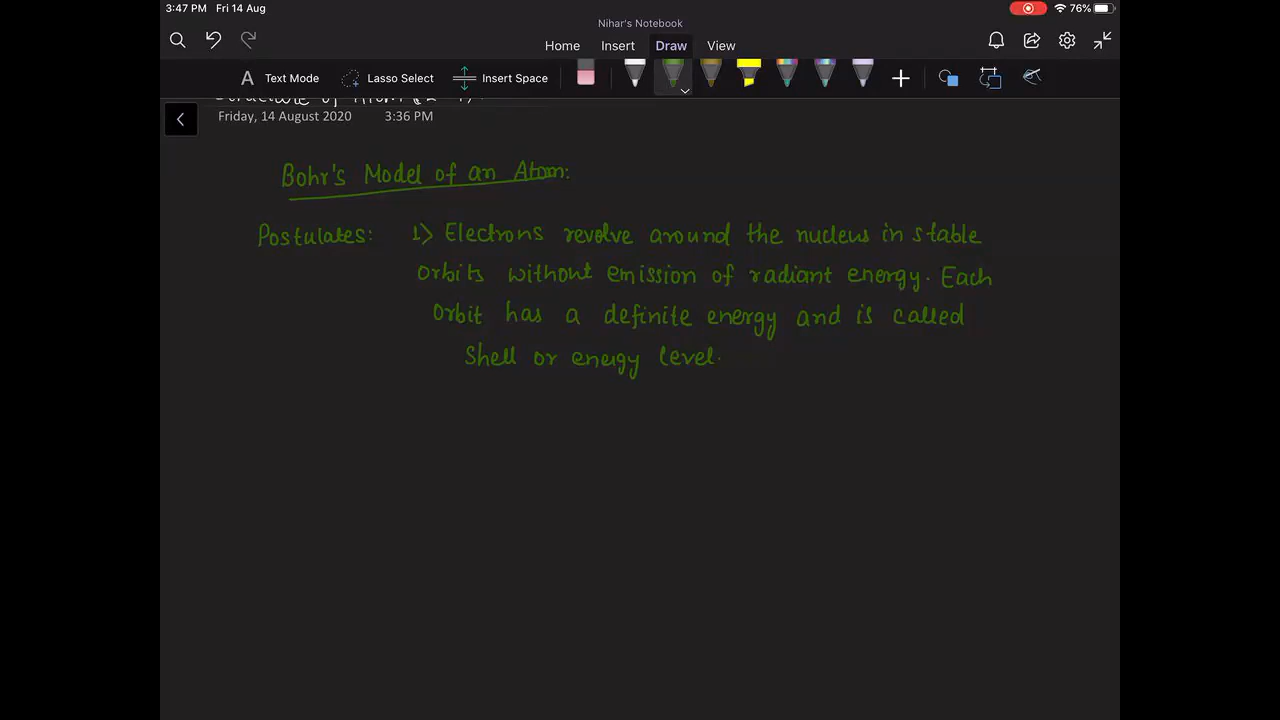 3:47 PM Fri 14 Aug
76%
Nihar's Notebook
Home Insert Draw View
A Text Mode Lasso Select Insert Space
Structure of Atom
Friday, 14 August 2020 3:36 PM
Bohr's Model of an Atom:
Postulates: 1) Electrons revolve around the nucleus in stable
orbits without emission of radiant energy. Each
Orbit has a definite energy and is called
Shell or energy level.